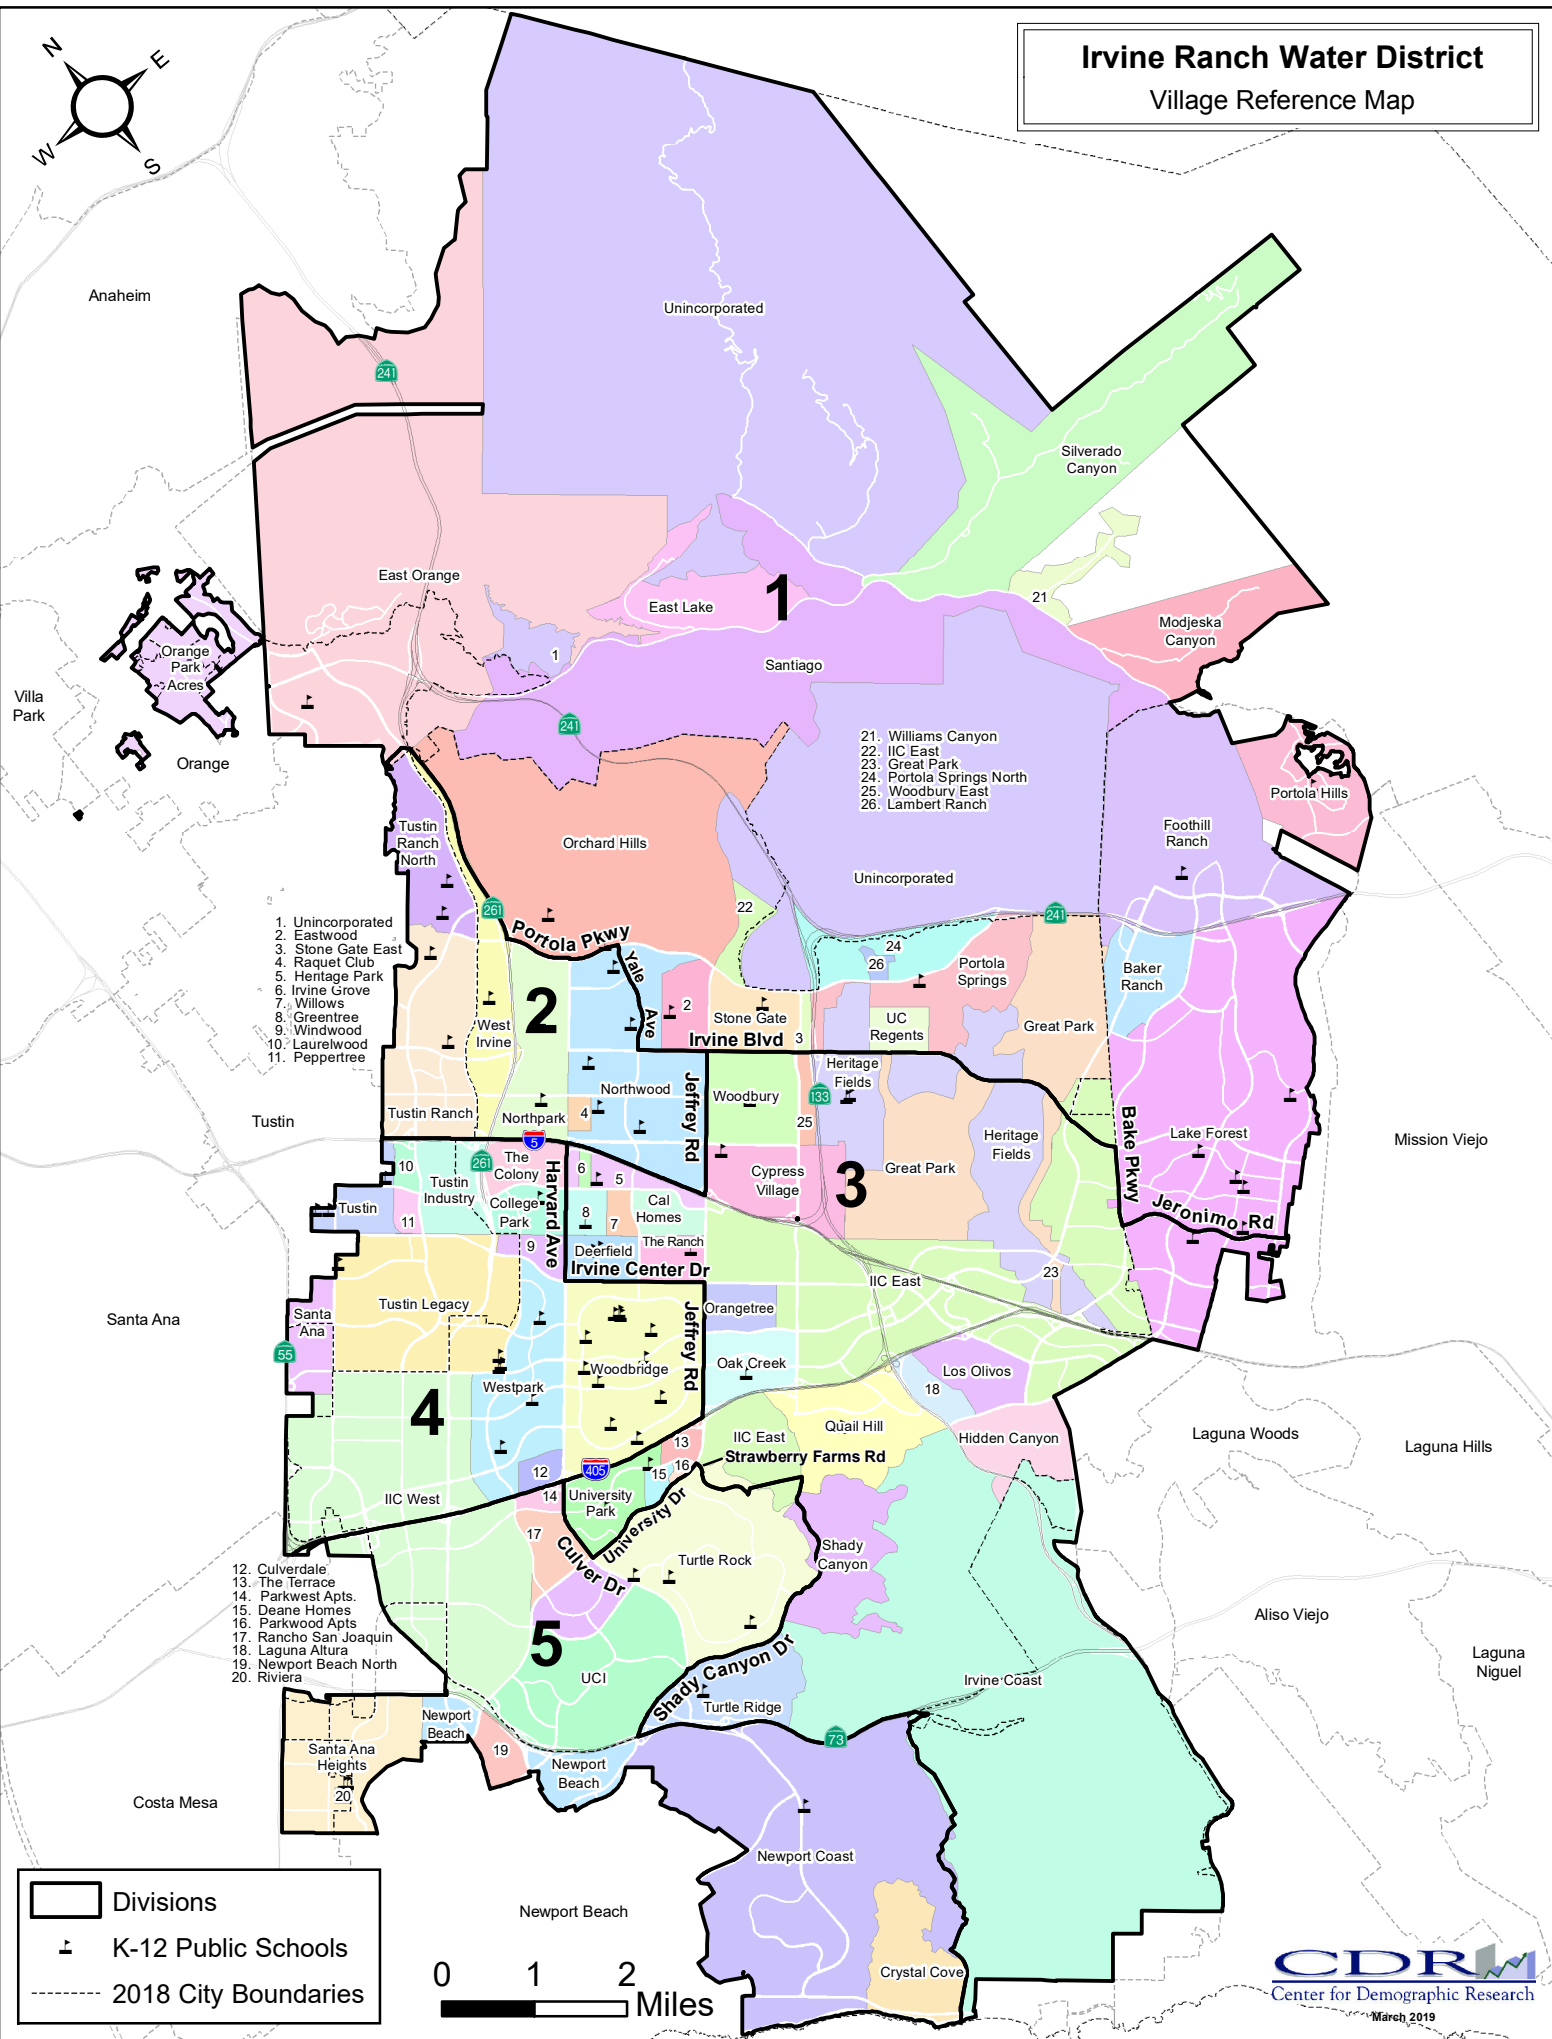 Irvine Ranch Water District
Village Reference Map
N
E
W
S
Anaheim
Unincorporated
241
Silverado
Canyon
East Orange
East Lake
1
21
Modjeska
Canyon
Orange
Park
Acres
1
Santiago
Villa
Park
241
Orange
21. Williams Canyon
22. IIC East
23. Great Park
24. Portola Springs North
25. Woodbury East
26. Lambert Ranch
Portola Hills
Tustin
Ranch
North
Orchard Hills
Foothill
Ranch
Unincorporated
22
261
241
Portola Pkwy
1. Unincorporated
2. Eastwood
3. Stone Gate East
4. Raquet Club
5. Hertage Park
6. Irvine Grove
7. Willows
8. Greentree
9. Windwood
10. Laurelwood
11. Peppertree
24
26
Portola
Springs
Baker
Ranch
Yale
Ave
2
2
Stone Gate
UC
Regents
Great Park
West
Irvine
Irvine Blvd
3
Heritage
Fields
Northwood
Jeffrey Rd
Woodbury
133
Tustin Ranch
Northpark
4
25
Tustin
Bake Pkwy
Lake Forest
Mission Viejo
5
Heritage
Fields
10
261
The
Colony
Harvard Ave
6
5
Cypress
Village
3
Great Park
Tustin
Industry
College
Park
Cal
Homes
Tustin
11
8
7
Jeronimo Rd
9
Deerfield
The Ranch
Irvine Center Dr
IIC East
23
Santa Ana
Santa
Ana
Tustin Legacy
Jeffrey Rd
Orangetree
55
Woodbridge
Oak Creek
Los Olivos
Westpark
18
4
Quail Hill
IIC East
Hidden Canyon
Laguna Woods
Laguna Hills
13
Strawberry Farms Rd
12
405
15
16
IIC West
14
University
Park
University Dr
17
Culver Dr
Turtle Rock
Shady
Canyon
12. Culverdale
13. The Terrace
14. Parkwest Apts.
15. Deane Homes
16. Parkwood Apts
17. Rancho San Joaquin
18. Laguna Altura
19. Newport Beach North
20. Riviera
Aliso Viejo
5
UCI
Shady Canyon Dr
Irvine Coast
Laguna
Niguel
Turtle Ridge
Newport
Beach
73
Santa Ana
Heights
19
Newport
Beach
20
Costa Mesa
Newport Coast
Newport Beach
Crystal Cove
Divisions
K-12 Public Schools
2018 City Boundaries
0 1 2
Miles
CDR
Center for Demographic Research
March 2019